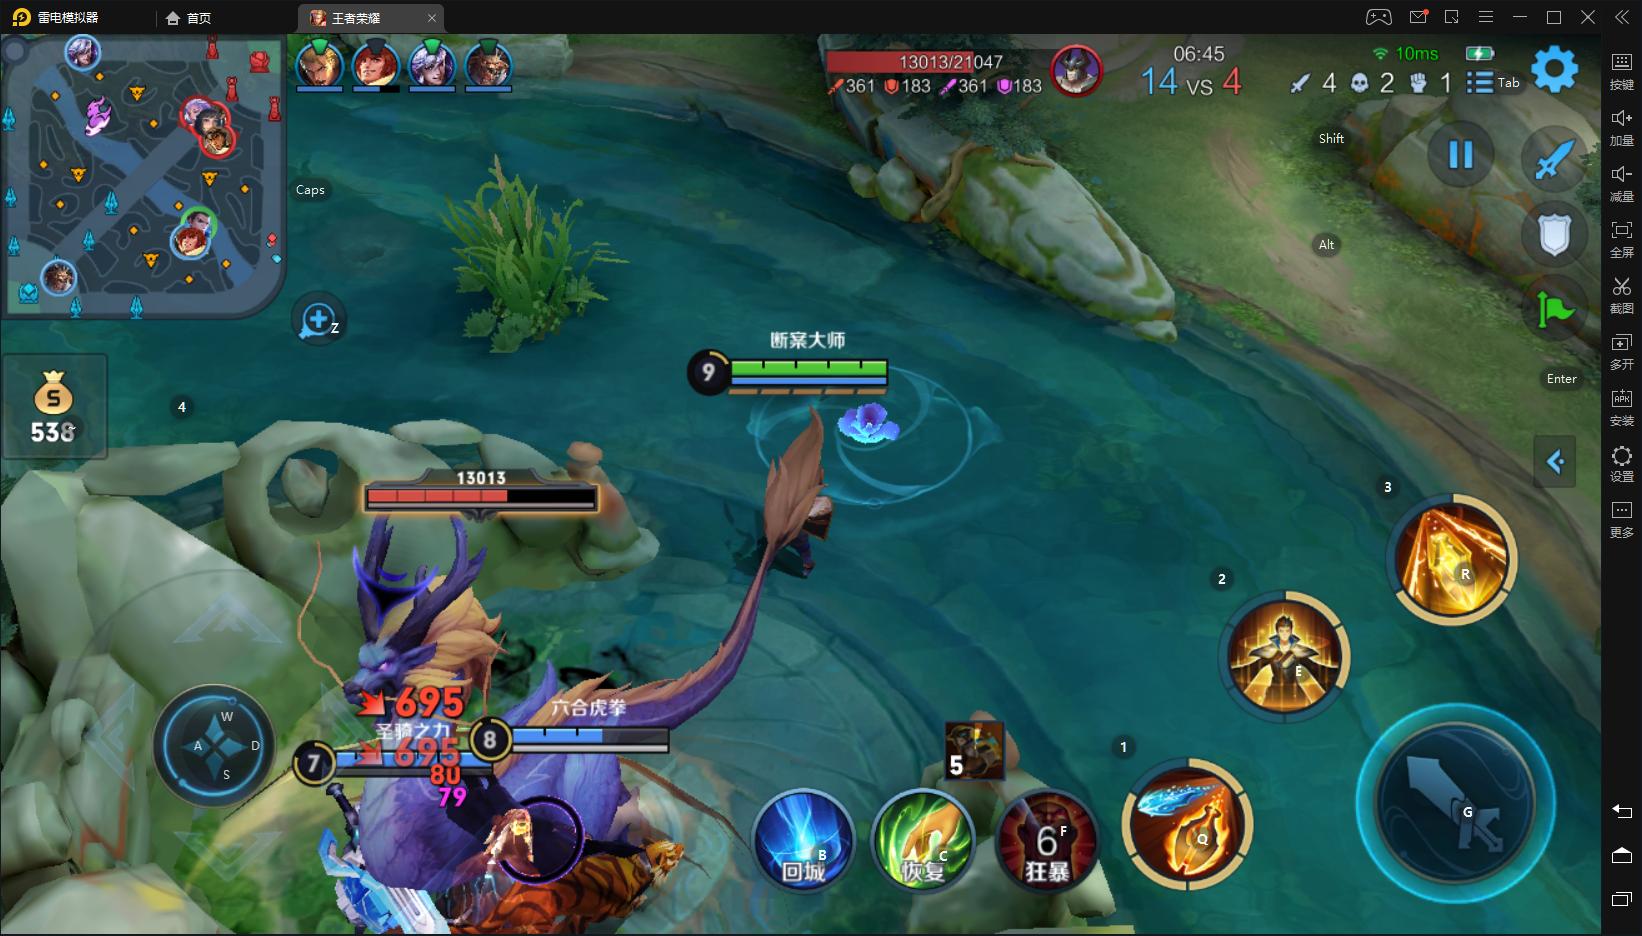 雷电模拟器
首页
王者荣耀
13013/21047
361 183 361 183
06:45
14 VS 4
10ms
4 2 1
Tab
按键
加量
减量
全屏
截图
多开
安装
设置
更多
APK
Shift
Caps
Alt
Z
Enter
S
538
~
4
断案大师
9
13013
3
R
2
E
695
圣骑之力
695
80
79
7
六合虎拳
8
W
A
D
S
5
1
Q
G
B
回城
C
恢复
6
F
狂暴